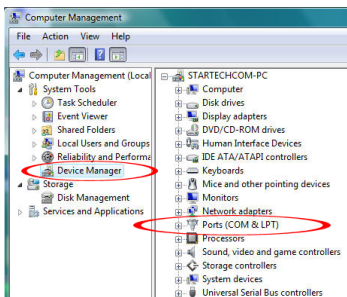 Computer Management
File Action View Help
Computer Management (Local
System Tools
Task Scheduler
Event Viewer
Shared Folders
Local Users and Groups
Reliability and Performa
Device Manager
Storage
Disk Management
Services and Applications
STARTECHCOM-PC
Computer
Disk drives
Display adapters
DVD/CD-ROM drives
Human Interface Devices
IDE ATA/ATAPI controllers
Keyboards
Mice and other pointing devices
Monitors
Network adapters
Ports (COM & LPT)
Processors
Sound, video and game controllers
Storage controllers
System devices
Universal Serial Bus controllers